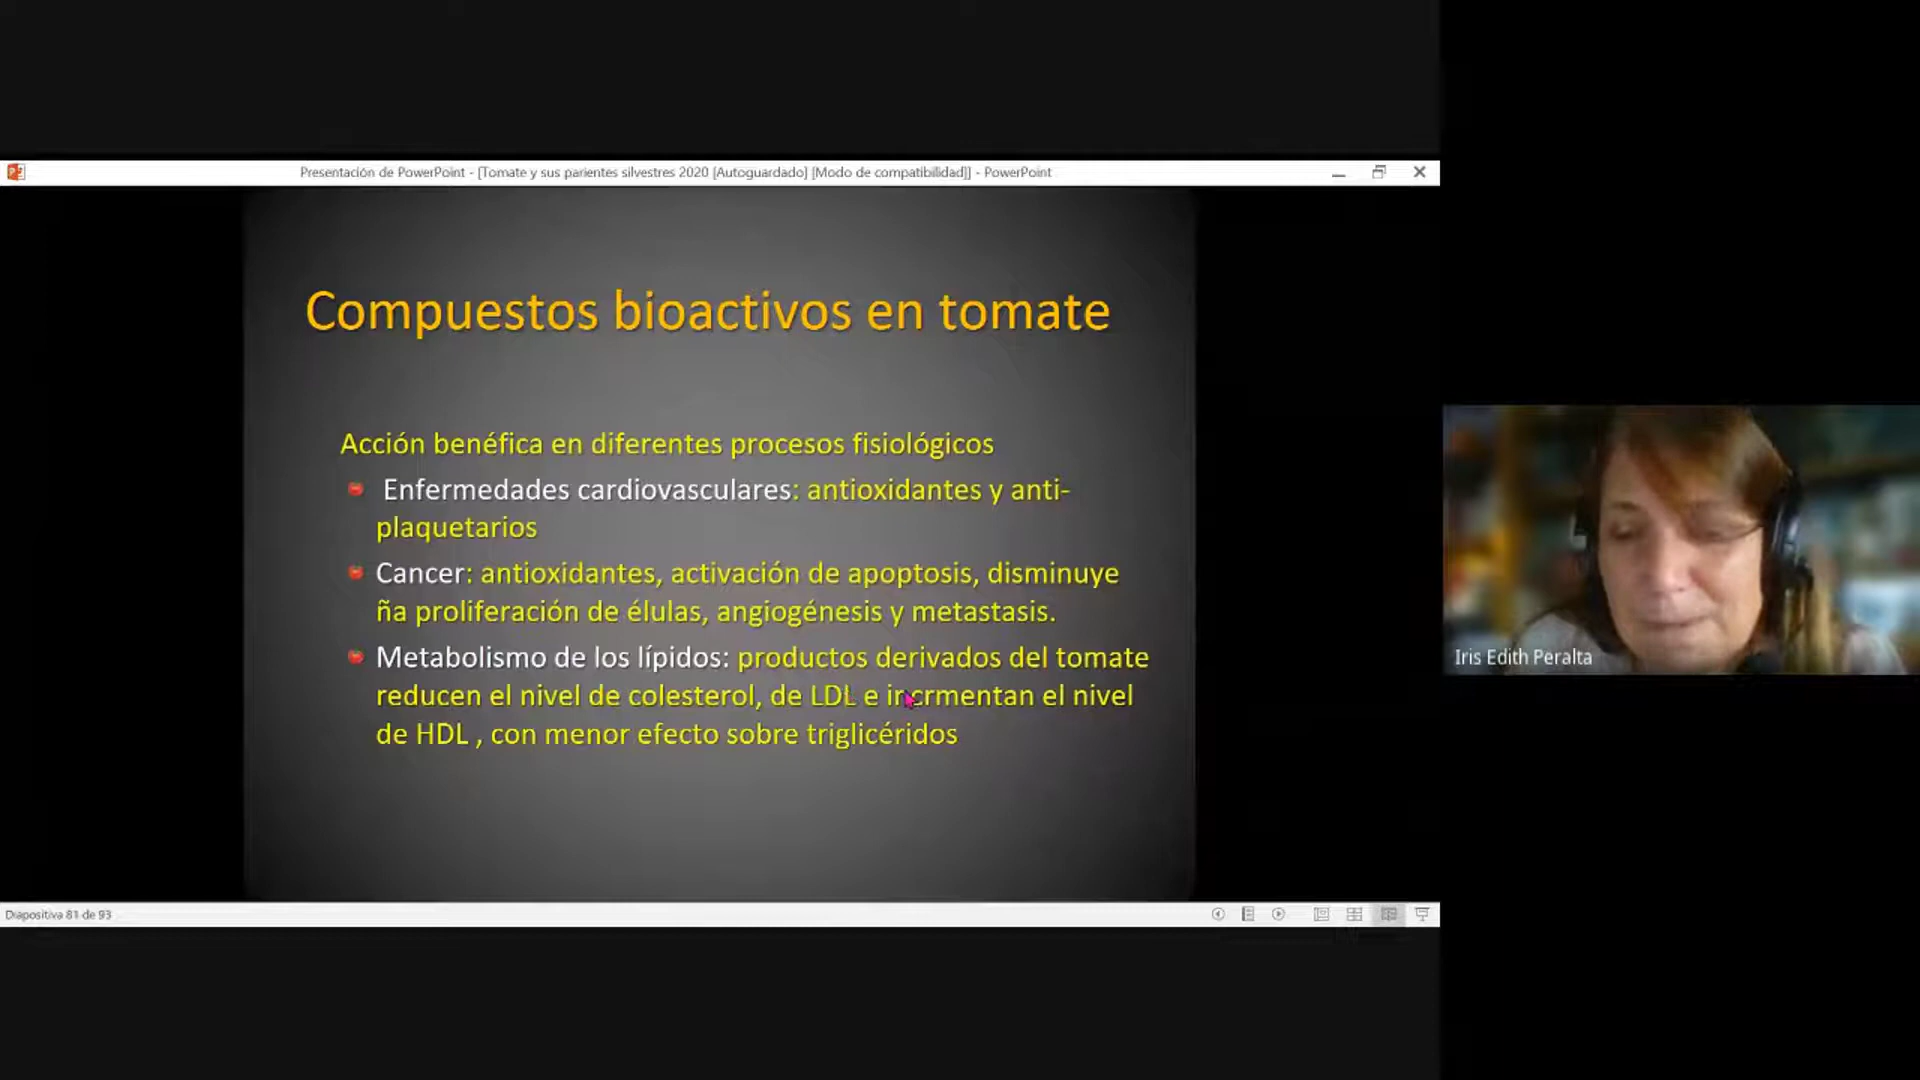 Presentación de PowerPoint - [Tomate y sus parientes silvestres 2020 [Autoguardado] [Modo de compatibilidad]] - PowerPoint
Compuestos bioactivos en tomate
Acción benéfica en diferentes procesos fisiológicos
Enfermedades cardiovasculares: antioxidantes y anti-
plaquetarios
Cancer: antioxidantes, activación de apoptosis, disminuye
ña proliferación de élulas, angiogénesis y metastasis.
Metabolismo de los lípidos: productos derivados del tomate
reducen el nivel de colesterol, de LDL e incrmentan el nivel
de HDL , con menor efecto sobre triglicéridos
Iris Edith Peralta
Diapositiva 81 de 93